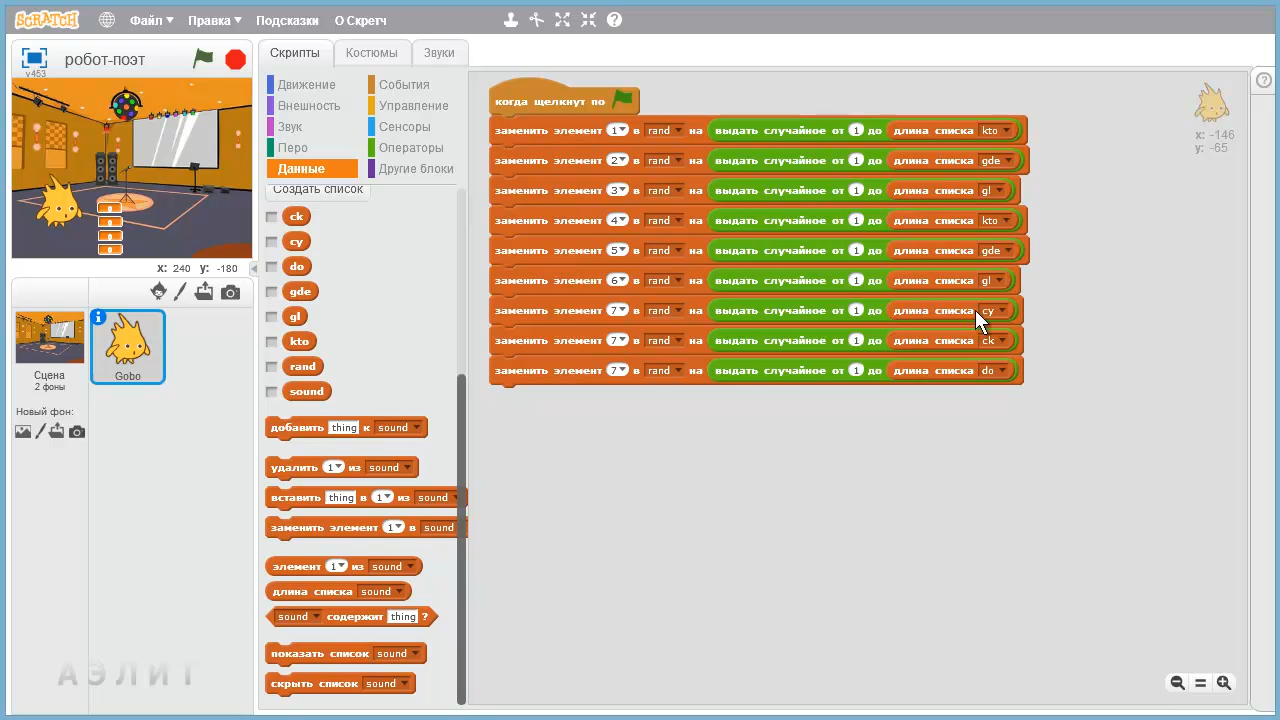 SCRATCH Файл Правка Подсказки О Скретч
v453 робот-поэт
Скрипты Костюмы Звуки
Движение События
Внешность Управление
Звук Сенсоры
Перо Операторы
Данные Другие блоки
Создать список
ck
cy
do
gde
gl
kto
rand
sound
добавить thing к sound
удалить 1 из sound
вставить thing в 1 из sound
заменить элемент 1 в sound
элемент 1 из sound
длина списка sound
sound содержит thing ?
показать список sound
скрыть список sound
когда щелкнут по
заменить элемент 1 в rand на выдать случайное от 1 до длина списка kto
заменить элемент 2 в rand на выдать случайное от 1 до длина списка gde
заменить элемент 3 в rand на выдать случайное от 1 до длина списка gl
заменить элемент 4 в rand на выдать случайное от 1 до длина списка kto
заменить элемент 5 в rand на выдать случайное от 1 до длина списка gde
заменить элемент 6 в rand на выдать случайное от 1 до длина списка gl
заменить элемент 7 в rand на выдать случайное от 1 до длина списка cy
заменить элемент 7 в rand на выдать случайное от 1 до длина списка ck
заменить элемент 7 в rand на выдать случайное от 1 до длина списка do
x: -146
y: -65
x: 240 y: -180
Сцена
2 фоны
Gobo
Новый фон:
АЭЛИТ